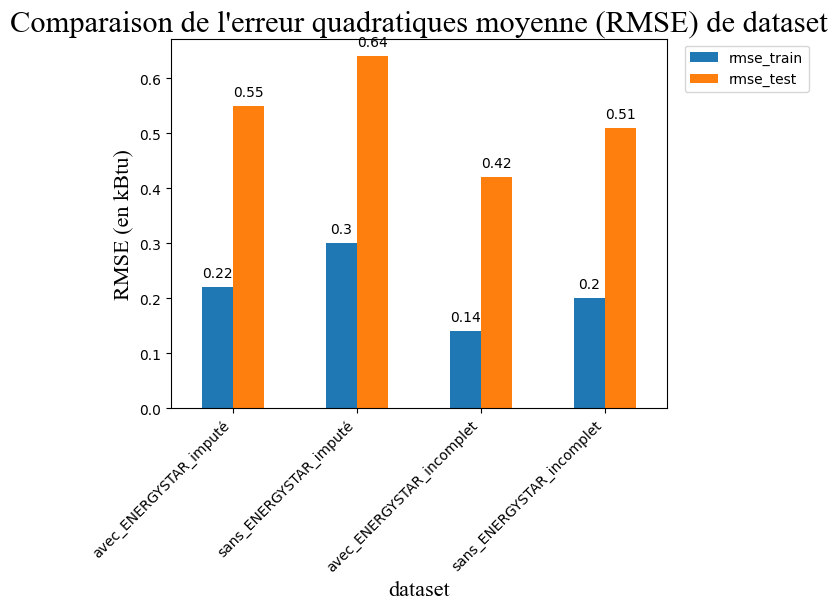 Comparaison de l'erreur quadratiques moyenne (RMSE) de dataset
rmse_train
rmse_test
RMSE (en kBtu)
0.6
0.5
0.4
0.3
0.2
0.1
0.0
0.22
0.55
0.3
0.64
0.14
0.42
0.2
0.51
avec_ENERGYSTAR_imputé
sans_ENERGYSTAR_imputé
avec_ENERGYSTAR_incomplet
sans_ENERGYSTAR_incomplet
dataset